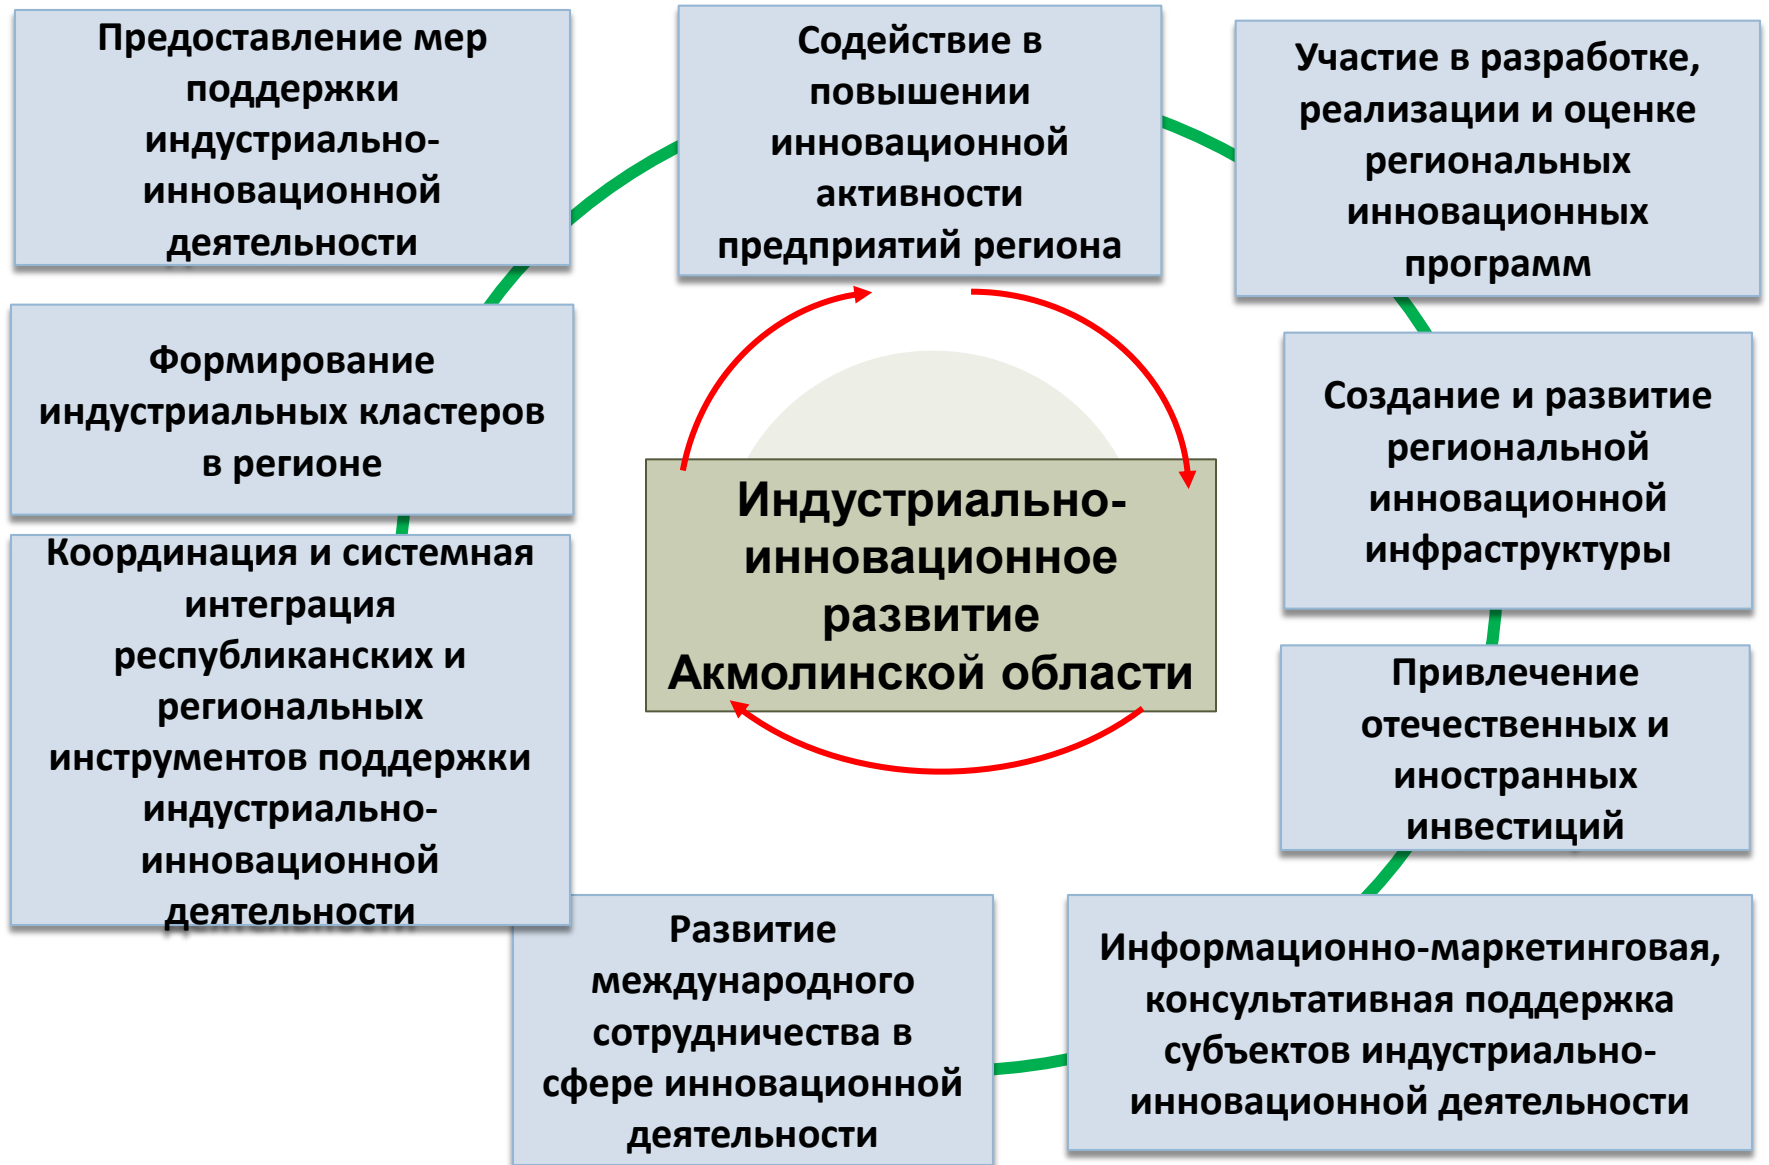 Предоставление мер
поддержки
индустриально-
инновационной
деятельности
Содействие в
повышении
инновационной
активности
предприятий региона
Участие в разработке,
реализации и оценке
региональных
инновационных
программ
Формирование
индустриальных кластеров
в регионе
Создание и развитие
региональной
инновационной
инфраструктуры
Индустриально-
инновационное
развитие
Акмолинской области
Координация и системная
интеграция
республиканских и
региональных
инструментов поддержки
индустриально-
инновационной
деятельности
Привлечение
отечественных и
иностранных
инвестиций
Развитие
международного
сотрудничества в
сфере инновационной
деятельности
Информационно-маркетинговая,
консультативная поддержка
субъектов индустриально-
инновационной деятельности